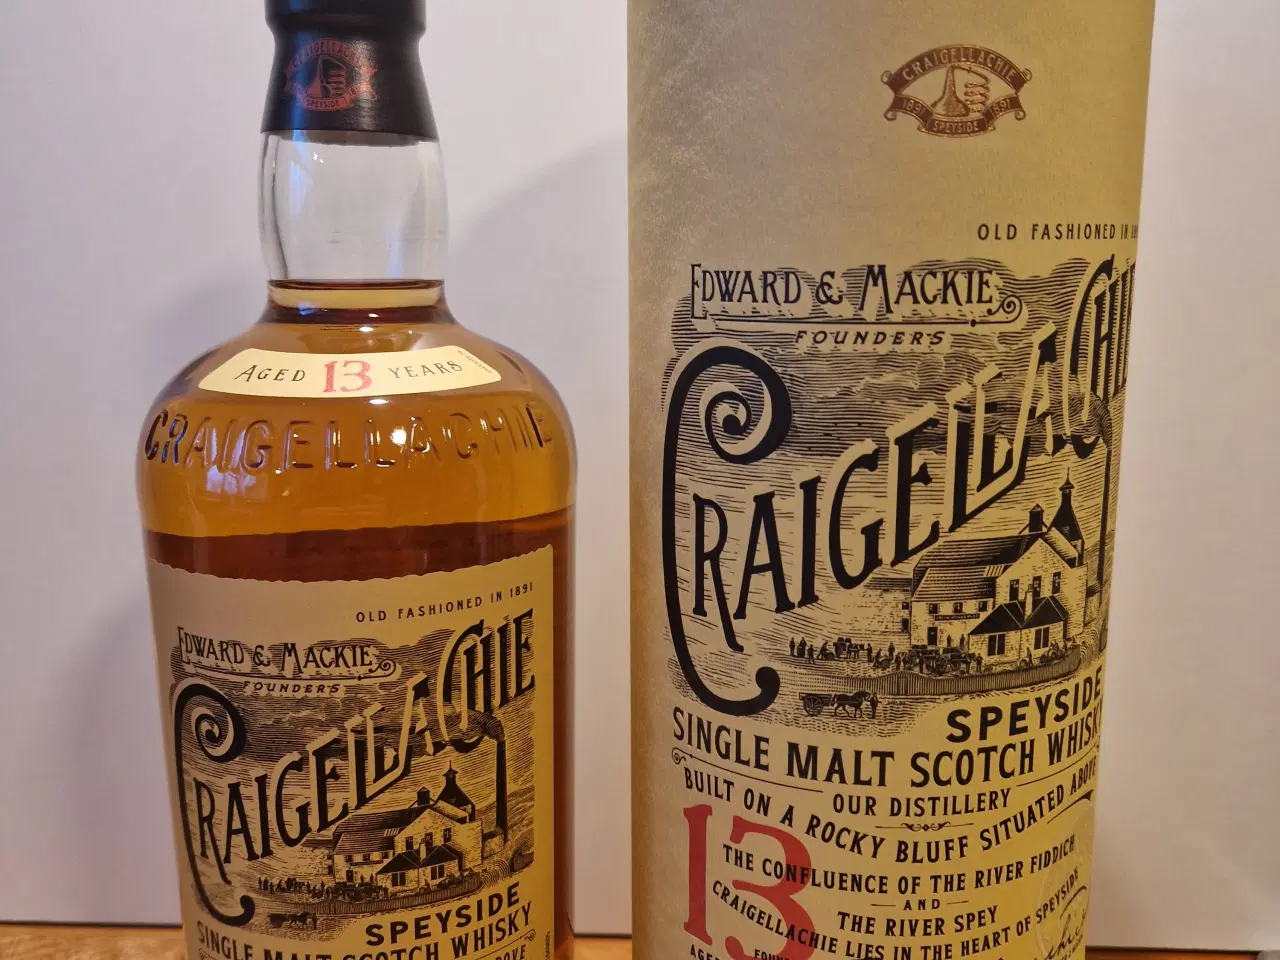 CRAIGELLACHIE
SPEYSIDE
AGED 13 YEARS
CRAIGELLACHIE
OLD FASHIONED IN 1891
EDWARD & MACKIE
FOUNDERS
CRAIGELLACHIE
SPEYSIDE
SINGLE MALT SCOTCH WHISKY
ABOVE
CRAIGELLACHIE
1891 1891
SPEYSIDE
OLD FASHIONED IN
EDWARD & MACKIE
FOUNDERS
CRAIGELLACHIE
SPEYSIDE
SINGLE MALT SCOTCH WHISKY
OUR DISTILLERY
BUILT ON A ROCKY BLUFF SITUATED ABOVE
13
THE CONFLUENCE OF THE RIVER FIDDICH
AND
THE RIVER SPEY
CRAIGELLACHIE LIES IN THE HEART OF SPEYSIDE
AGED